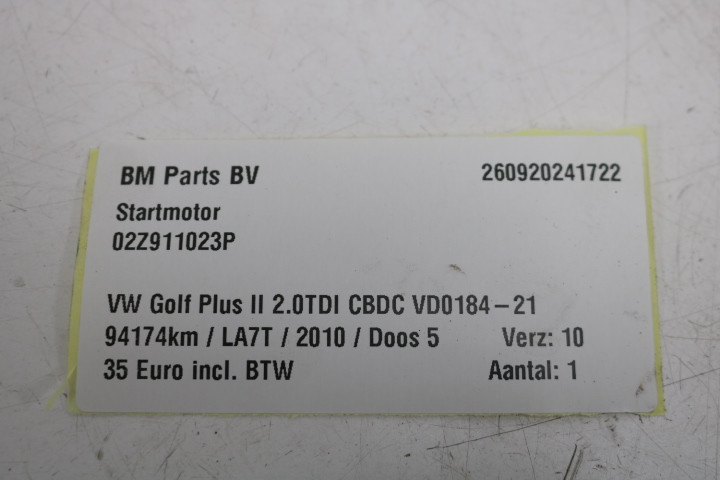 BM Parts BV 260920241722
Startmotor
02Z911023P
VW Golf Plus II 2.0TDI CBDC VD0184-21
94174km / LA7T / 2010 / Doos 5 Verz: 10
35 Euro incl. BTW Aantal: 1